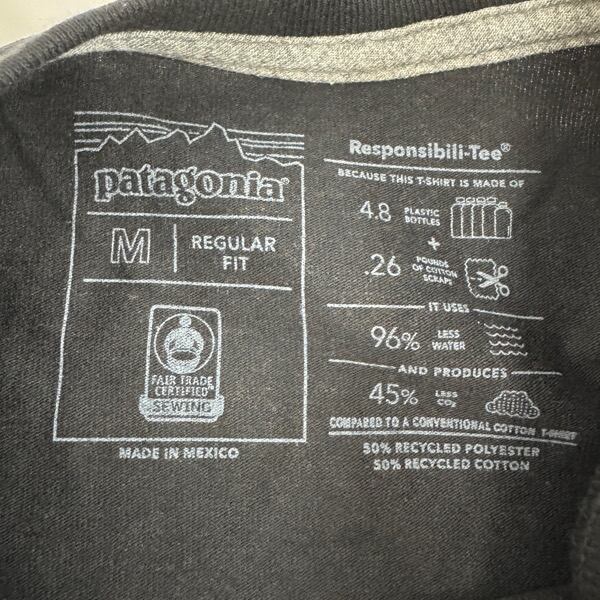 patagonia®
M
REGULAR
FIT
FAIR TRADE
CERTIFIED™
SEWING
MADE IN MEXICO
Responsibili-Tee®
BECAUSE THIS T-SHIRT IS MADE OF
4.8 PLASTIC
BOTTLES
+
.26 POUNDS
OF COTTON
SCRAPS
IT USES
96% LESS
WATER
AND PRODUCES
45% LESS
CO₂
COMPARED TO A CONVENTIONAL COTTON T-SHIRT
50% RECYCLED POLYESTER
50% RECYCLED COTTON